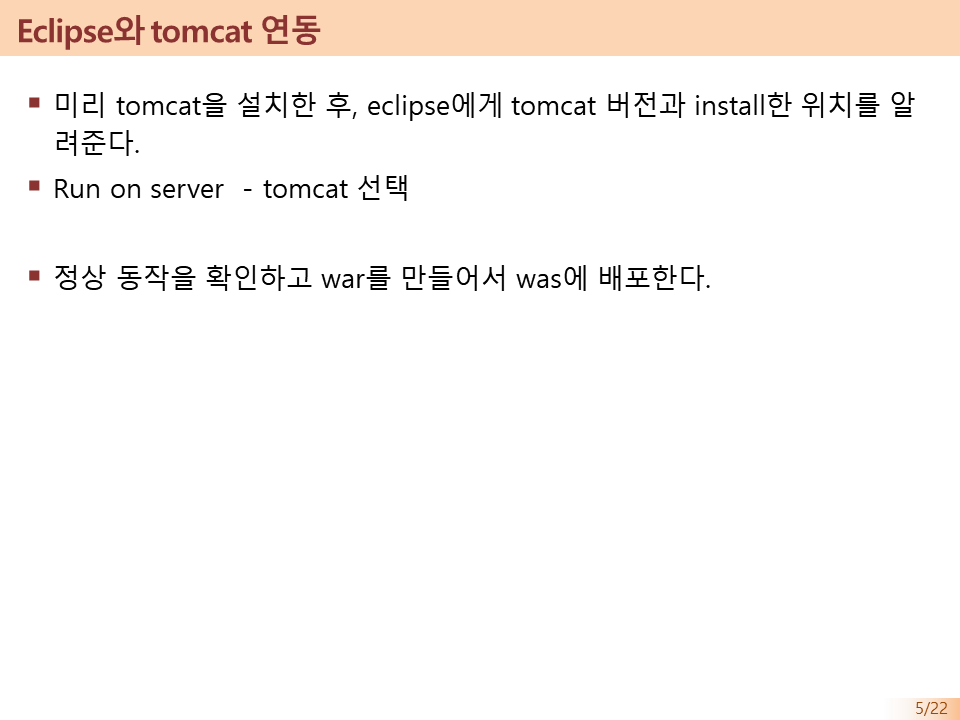 Eclipse와 tomcat 연동
▪ 미리 tomcat을 설치한 후, eclipse에게 tomcat 버전과 install한 위치를 알
려준다.
▪ Run on server - tomcat 선택
▪ 정상 동작을 확인하고 war를 만들어서 was에 배포한다.
5/22